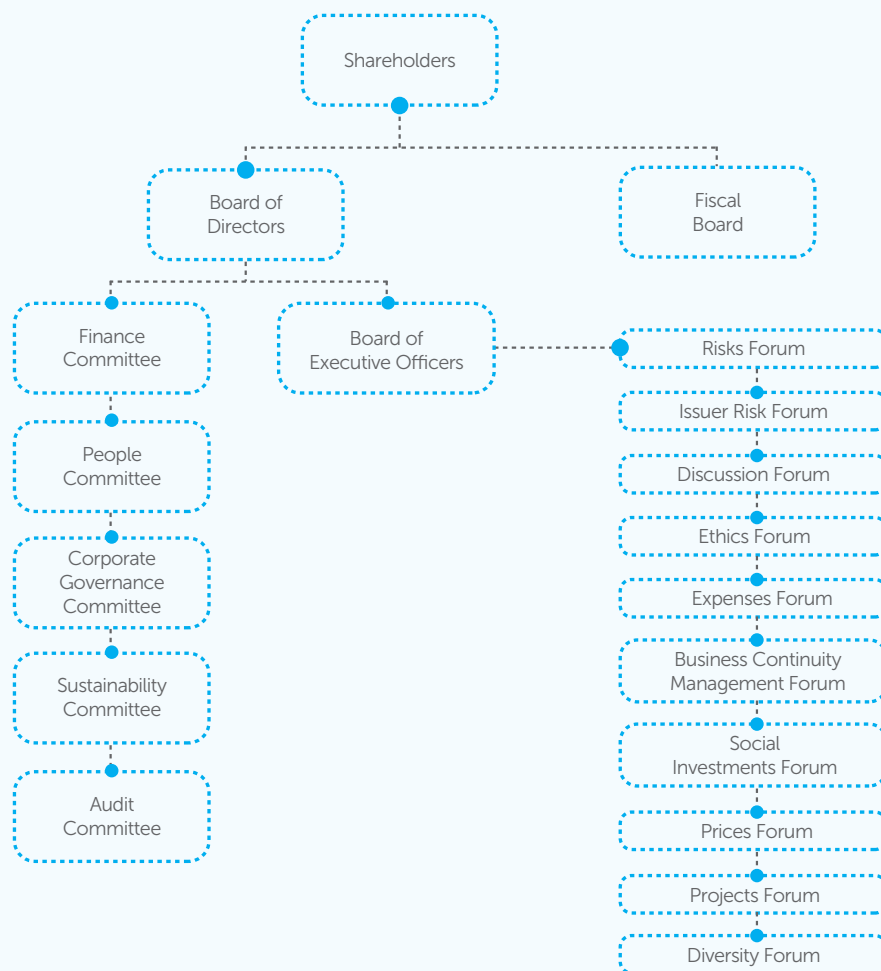 Shareholders
Board of
Directors
Fiscal
Board
Finance
Committee
Board of
Executive Officers
People
Committee
Corporate
Governance
Committee
Sustainability
Committee
Audit
Committee
Risks Forum
Issuer Risk Forum
Discussion Forum
Ethics Forum
Expenses Forum
Business Continuity
Management Forum
Social
Investments Forum
Prices Forum
Projects Forum
Diversity Forum